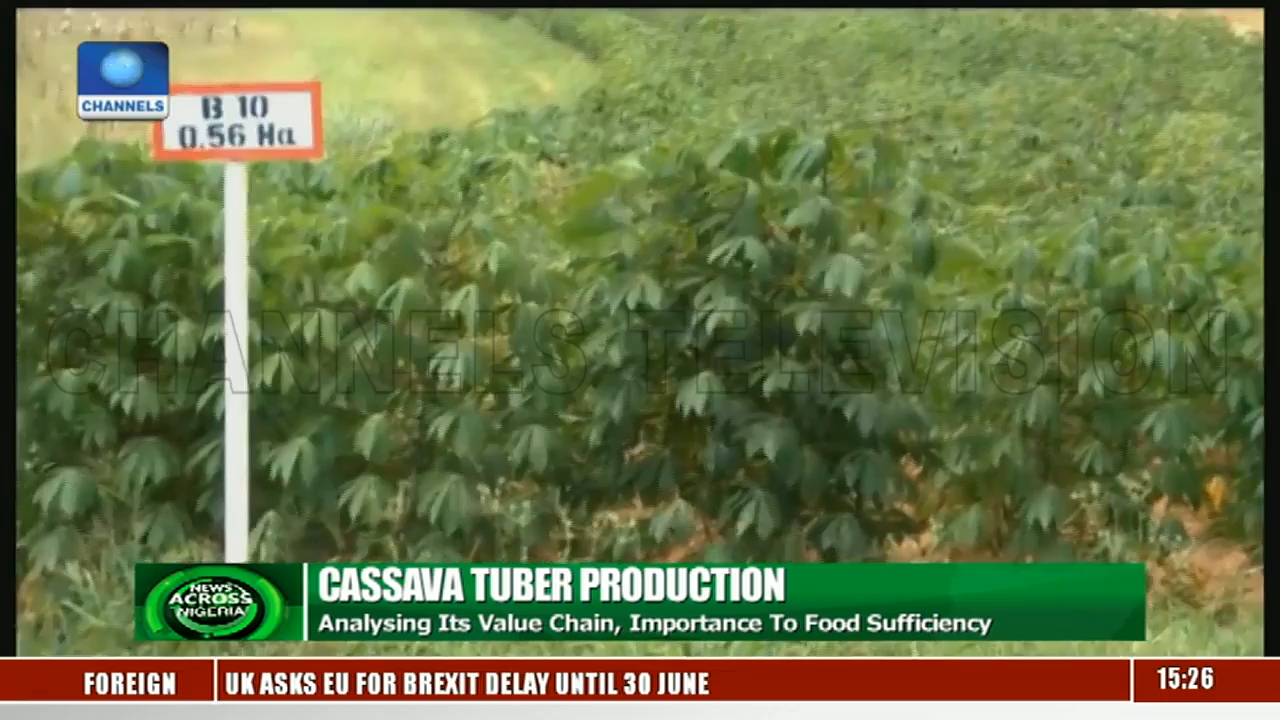 CHANNELS
B 10
0.56 Ha
CHANNELS TELEVISION
NEWS
ACROSS
NIGERIA
CASSAVA TUBER PRODUCTION
Analysing Its Value Chain, Importance To Food Sufficiency
FOREIGN
UK ASKS EU FOR BREXIT DELAY UNTIL 30 JUNE
15:26